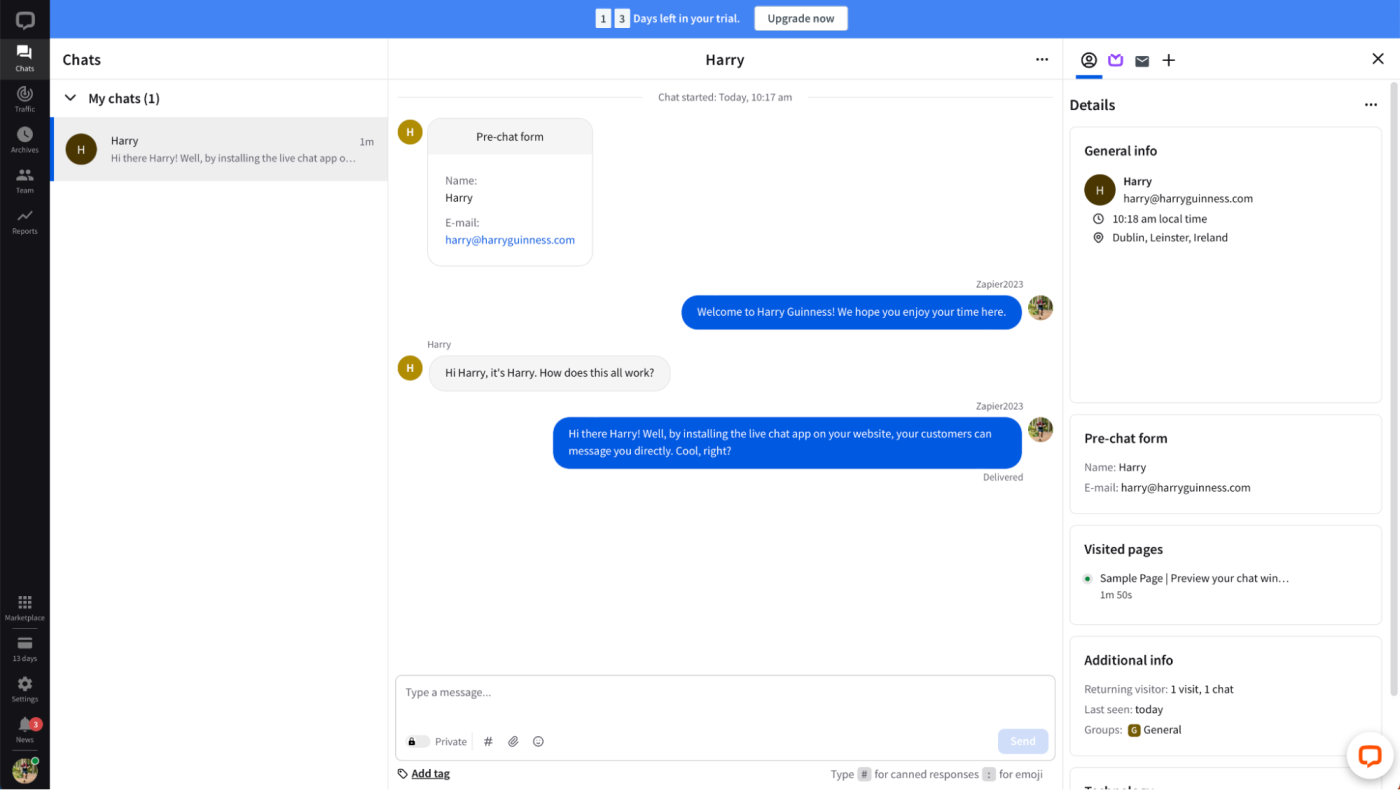 1 3 Days left in your trial. Upgrade now
Chats
Traffic
Archives
Team
Reports
Marketplace
13 days
Settings
3
News
Chats
My chats (1)
H
Harry
1m
Hi there Harry! Well, by installing the live chat app o…
Harry
Chat started: Today, 10:17 am
H
Pre-chat form
Name:
Harry
E-mail:
harry@harryguinness.com
Zapier2023
Welcome to Harry Guinness! We hope you enjoy your time here.
Harry
H
Hi Harry, it's Harry. How does this all work?
Zapier2023
Hi there Harry! Well, by installing the live chat app on your website, your customers can
message you directly. Cool, right?
Delivered
Type a message...
Private
#
Send
Add tag
Type # for canned responses : for emoji
Details
General info
H
Harry
harry@harryguinness.com
10:18 am local time
Dublin, Leinster, Ireland
Pre-chat form
Name: Harry
E-mail: harry@harryguinness.com
Visited pages
Sample Page | Preview your chat win…
1m 50s
Additional info
Returning visitor: 1 visit, 1 chat
Last seen: today
Groups: G General